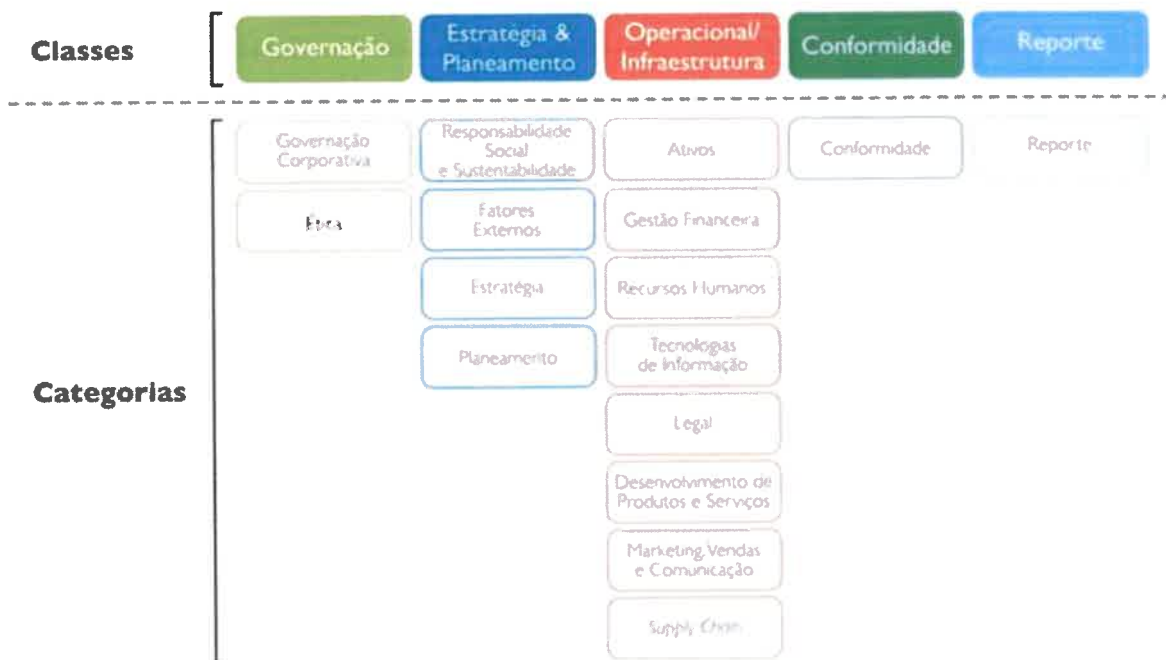 Classes
Governação
Estratégia &
Planeamento
Operacional/
Infraestrutura
Conformidade
Reporte
Categorias
Governação
Corporativa
Ética
Responsabilidade
Social
e Sustentabilidade
Fatores
Externos
Estratégia
Planeamento
Ativos
Gestão Financeira
Recursos Humanos
Tecnologias
de Informação
Legal
Desenvolvimento de
Produtos e Serviços
Marketing, Vendas
e Comunicação
Supply Chain
Conformidade
Reporte